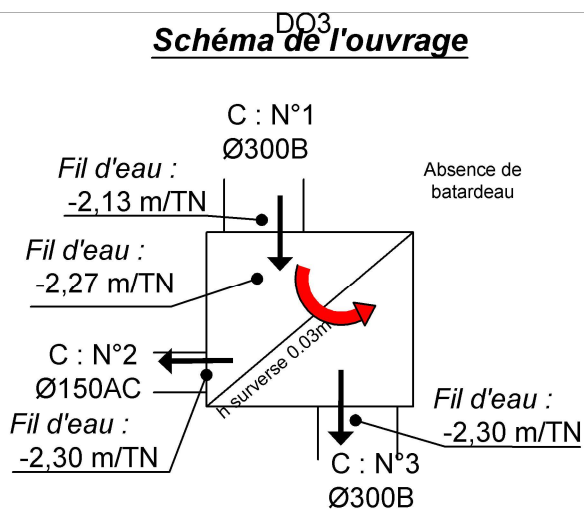 DO3
Schéma de l'ouvrage
C : N°1
Ø300B
Fil d'eau :
-2,13 m/TN
Absence de
batardeau
Fil d'eau :
-2,27 m/TN
h surverse 0.03m
C : N°2
Ø150AC
Fil d'eau :
-2,30 m/TN
Fil d'eau :
-2,30 m/TN
C : N°3
Ø300B